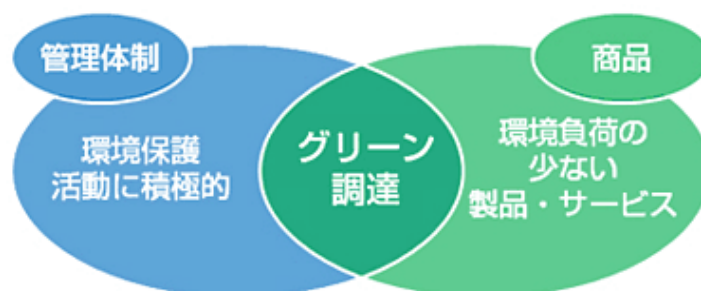 管理体制
環境保護
活動に積極的
グリーン
調達
商品
環境負荷の
少ない
製品・サービス